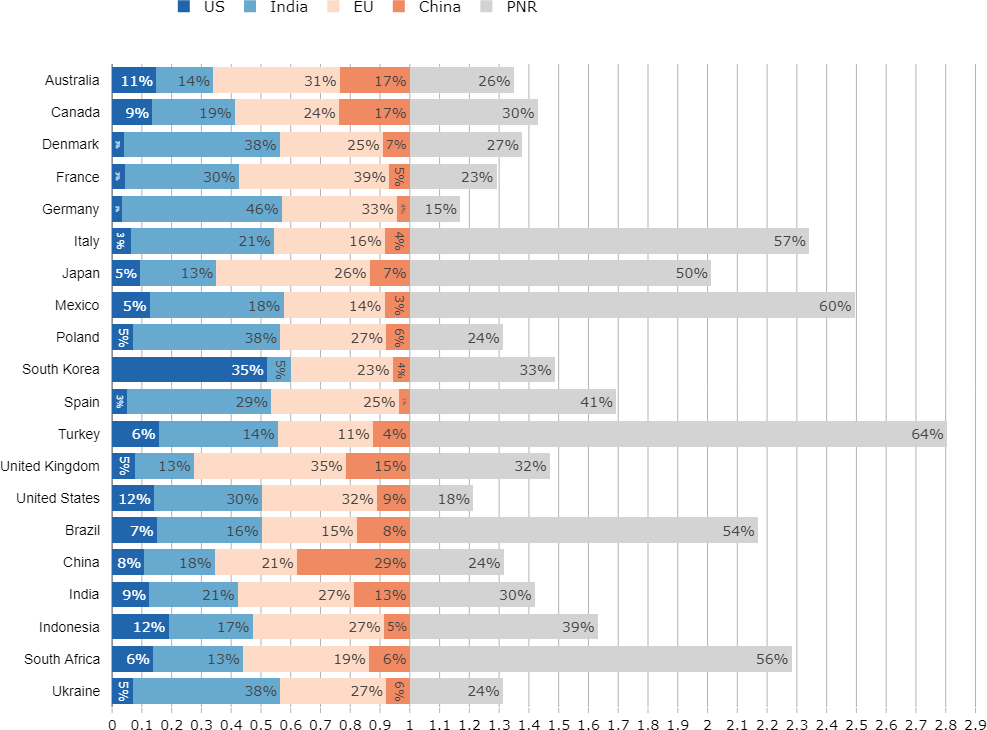 US India EU China PNR
Australia 11% 14% 31% 17% 26%
Canada 9% 19% 24% 17% 30%
Denmark 38% 25% 7% 27%
France 30% 39% 5% 23%
Germany 46% 33% 15%
Italy 3% 21% 16% 4% 57%
Japan 5% 13% 26% 7% 50%
Mexico 5% 18% 14% 3% 60%
Poland 5% 38% 27% 6% 24%
South Korea 35% 5% 23% 4% 33%
Spain 3% 29% 25% 41%
Turkey 6% 14% 11% 4% 64%
United Kingdom 5% 13% 35% 15% 32%
United States 12% 30% 32% 9% 18%
Brazil 7% 16% 15% 8% 54%
China 8% 18% 21% 29% 24%
India 9% 21% 27% 13% 30%
Indonesia 12% 17% 27% 5% 39%
South Africa 6% 13% 19% 6% 56%
Ukraine 5% 38% 27% 6% 24%
0 0.1 0.2 0.3 0.4 0.5 0.6 0.7 0.8 0.9 1 1.1 1.2 1.3 1.4 1.5 1.6 1.7 1.8 1.9 2 2.1 2.2 2.3 2.4 2.5 2.6 2.7 2.8 2.9